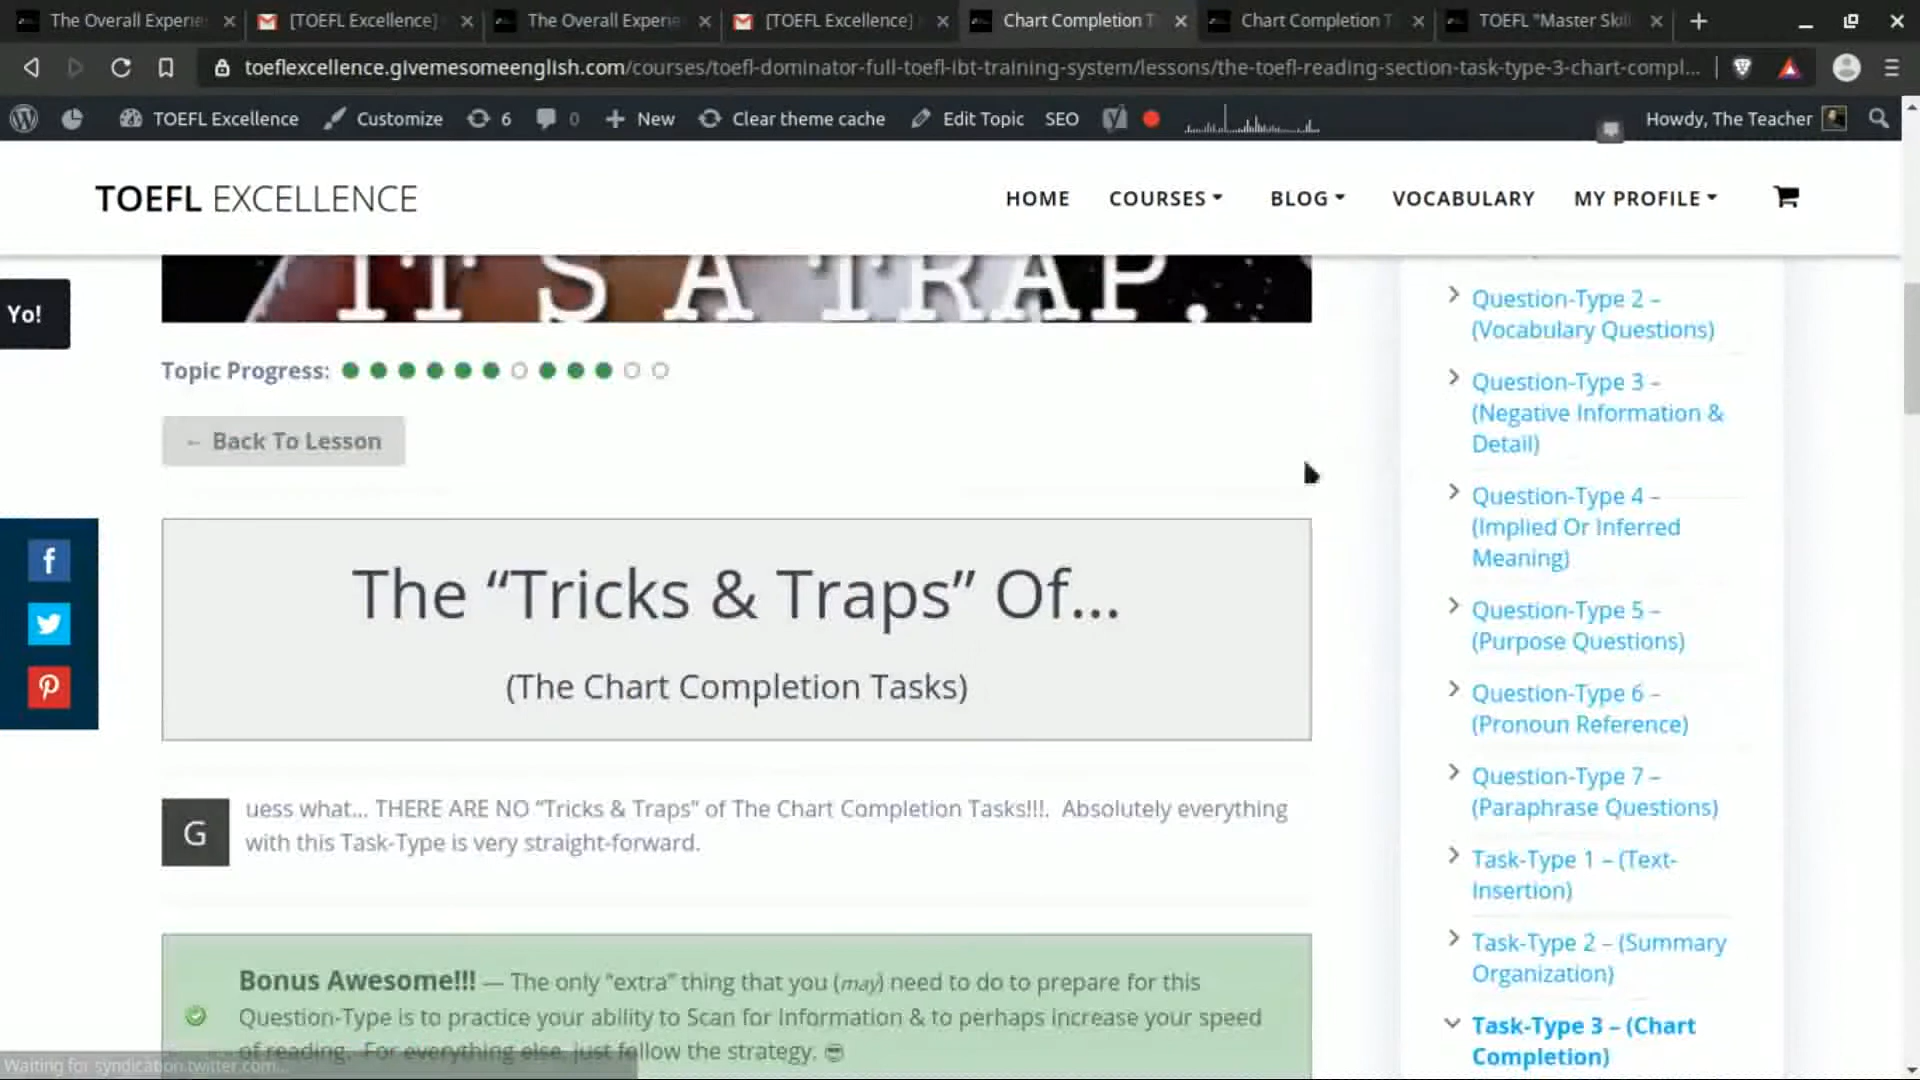 The Overall Experie
[TOEFL Excellence]
The Overall Experie
[TOEFL Excellence]
Chart Completion T
Chart Completion T
TOEFL "Master Skil
toeflexcellence.givemesomeenglish.com/courses/toefl-dominator-full-toefl-ibt-training-system/lessons/the-toefl-reading-section-task-type-3-chart-compl...
TOEFL Excellence
Customize
6
0
New
Clear theme cache
Edit Topic
SEO
Howdy, The Teacher
TOEFL EXCELLENCE
HOME
COURSES
BLOG
VOCABULARY
MY PROFILE
IT'S A TRAP.
Yo!
Topic Progress:
← Back To Lesson
The “Tricks & Traps” Of...
(The Chart Completion Tasks)
Guess what... THERE ARE NO “Tricks & Traps” of The Chart Completion Tasks!!!. Absolutely everything
with this Task-Type is very straight-forward.
Bonus Awesome!!! — The only “extra” thing that you (may) need to do to prepare for this
Question-Type is to practice your ability to Scan for Information & to perhaps increase your speed
of reading. For everything else, just follow the strategy.
Waiting for syndication.twitter.com...
Question-Type 2 –
(Vocabulary Questions)
Question-Type 3 –
(Negative Information &
Detail)
Question-Type 4 –
(Implied Or Inferred
Meaning)
Question-Type 5 –
(Purpose Questions)
Question-Type 6 –
(Pronoun Reference)
Question-Type 7 –
(Paraphrase Questions)
Task-Type 1 – (Text-
Insertion)
Task-Type 2 – (Summary
Organization)
Task-Type 3 – (Chart
Completion)